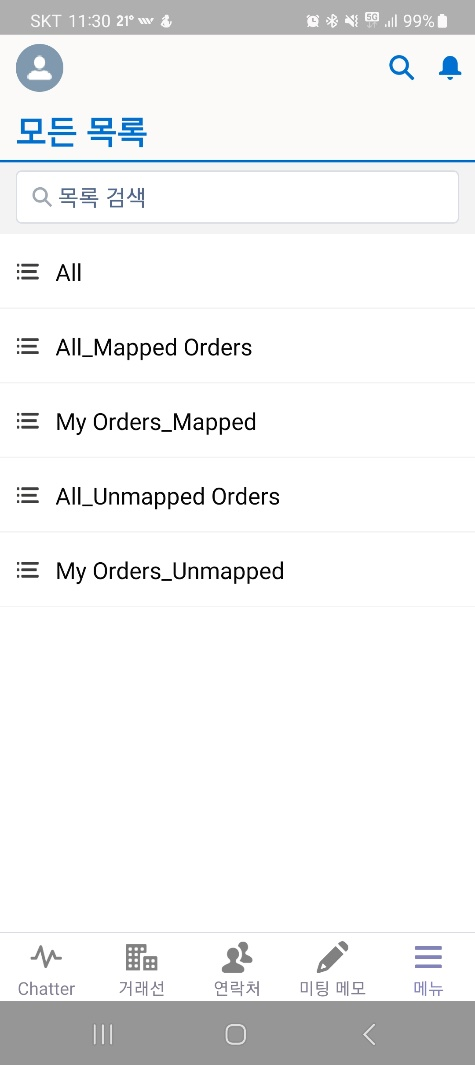 SKT 11:30 21°
5G
99%
모든 목록
목록 검색
All
All_Mapped Orders
My Orders_Mapped
All_Unmapped Orders
My Orders_Unmapped
Chatter 거래선 연락처 미팅 메모 메뉴